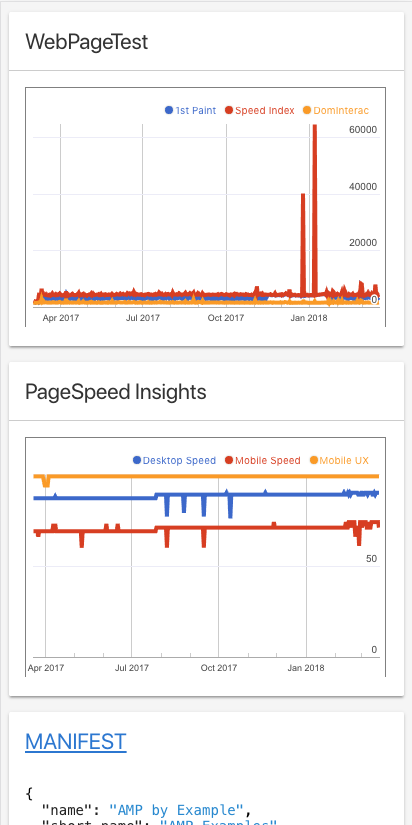 WebPageTest
1st Paint Speed Index DomInterac
60000
40000
20000
0
Apr 2017 Jul 2017 Oct 2017 Jan 2018
PageSpeed Insights
Desktop Speed Mobile Speed Mobile UX
50
0
Apr 2017 Jul 2017 Oct 2017 Jan 2018
MANIFEST
{
"name": "AMP by Example",
"short_name": "AMP Examples"